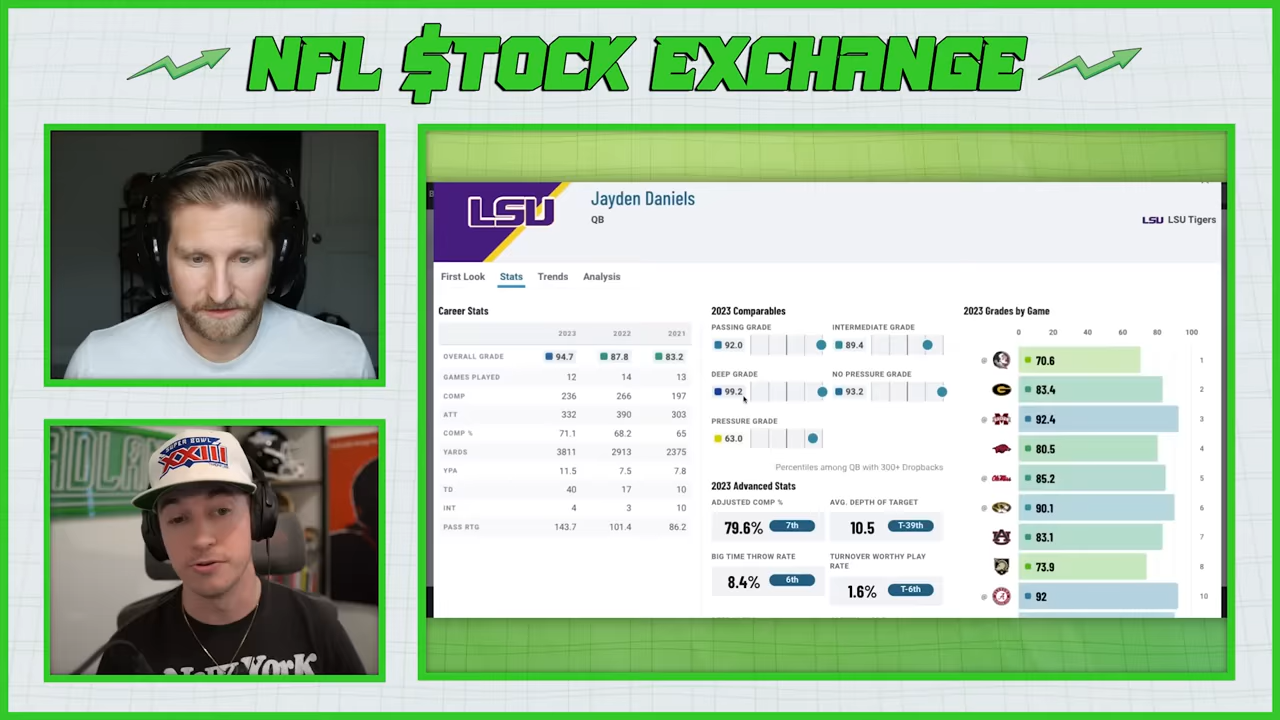 NFL $TOCK EXCHANGE
LSU
Jayden Daniels
QB
LSU LSU Tigers
First Look Stats Trends Analysis
Career Stats
2023 2022 2021
OVERALL GRADE 94.7 87.8 83.2
GAMES PLAYED 12 14 13
COMP 236 266 197
ATT 332 390 303
COMP % 71.1 68.2 65
YARDS 3811 2913 2375
YPA 11.5 7.5 7.8
TD 40 17 10
INT 4 3 10
PASS RTG 143.7 101.4 86.2
2023 Comparables
PASSING GRADE INTERMEDIATE GRADE
92.0 89.4
DEEP GRADE NO PRESSURE GRADE
99.2 93.2
PRESSURE GRADE
63.0
Percentiles among QB with 300+ Dropbacks
2023 Advanced Stats
ADJUSTED COMP % AVG. DEPTH OF TARGET
79.6% 7th 10.5 T-39th
BIG TIME THROW RATE TURNOVER WORTHY PLAY RATE
8.4% 6th 1.6% T-6th
2023 Grades by Game
0 20 40 60 80 100
70.6 1
83.4 2
@ 92.4 3
80.5 4
@ 85.2 5
@ 90.1 6
83.1 7
73.9 8
@ 92 10
SUPER BOWL
XXIII
New York